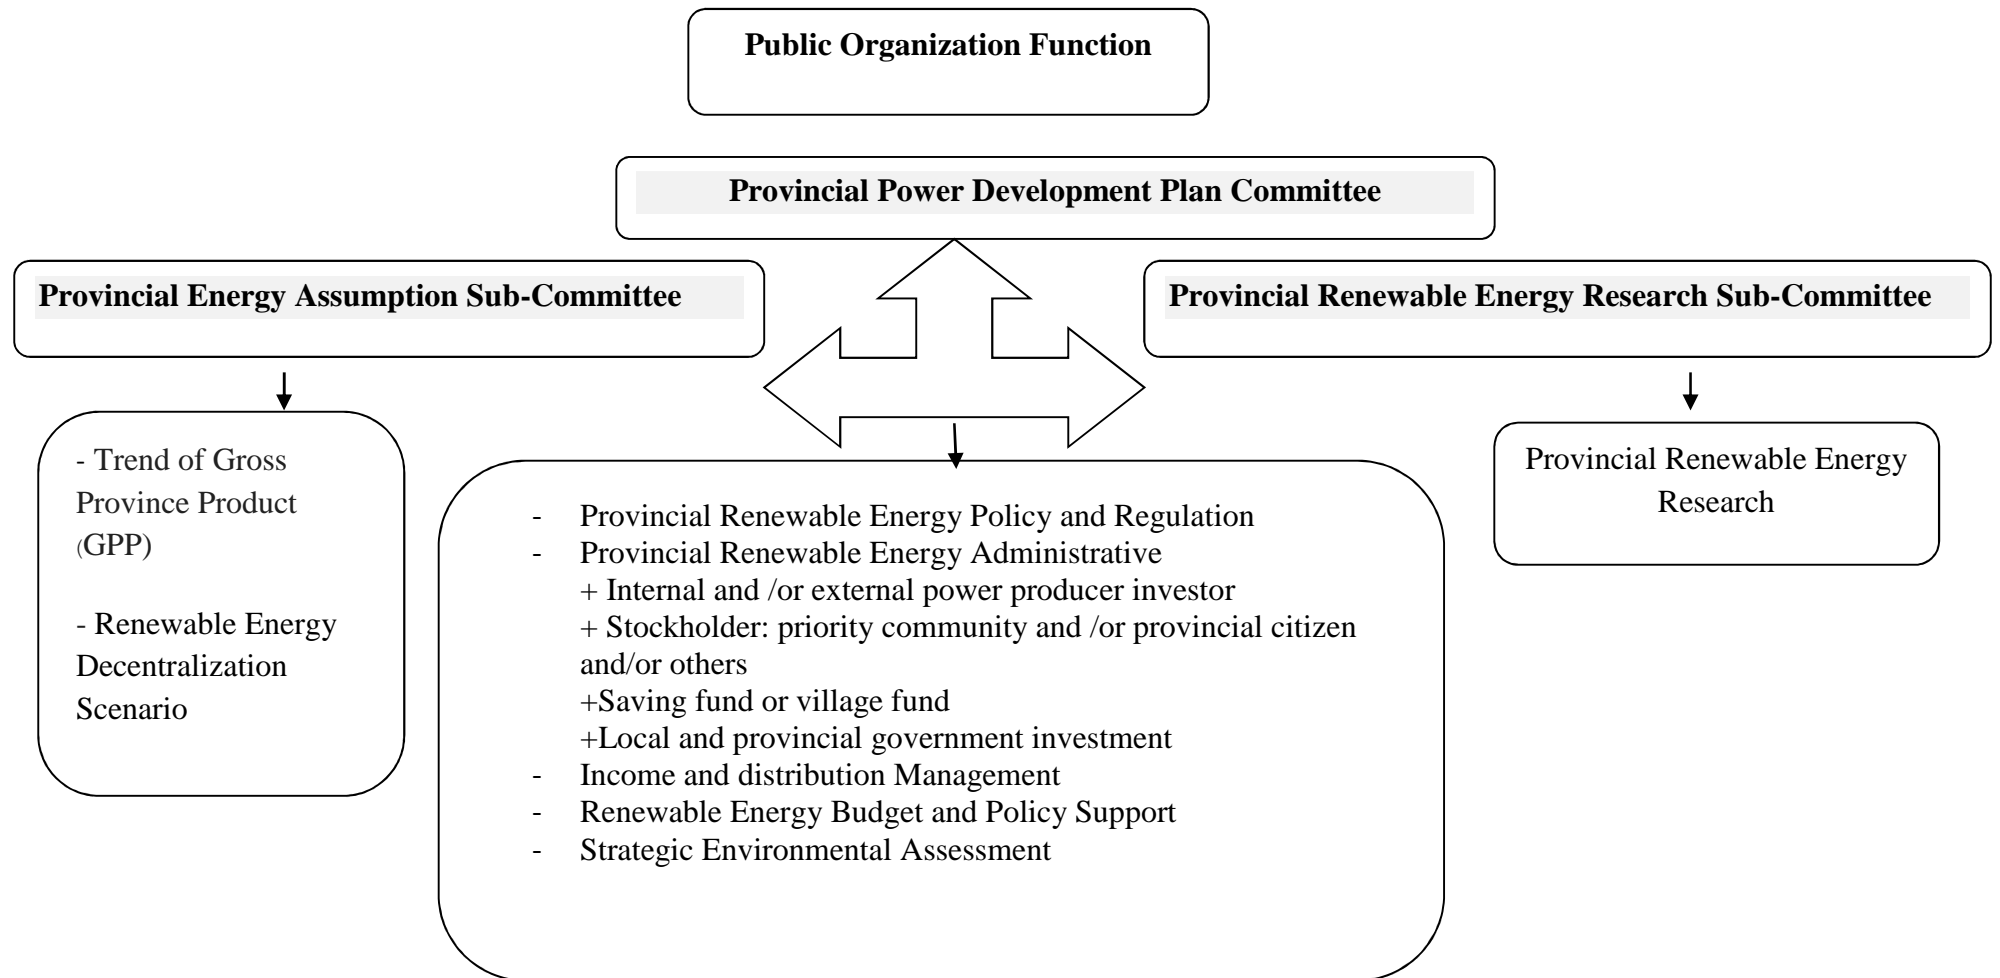 Public Organization Function
Provincial Power Development Plan Committee
Provincial Energy Assumption Sub-Committee
Provincial Renewable Energy Research Sub-Committee
- Trend of Gross
Province Product
(GPP)
- Renewable Energy
Decentralization
Scenario
- Provincial Renewable Energy Policy and Regulation
- Provincial Renewable Energy Administrative
+ Internal and /or external power producer investor
+ Stockholder: priority community and /or provincial citizen
and/or others
+Saving fund or village fund
+Local and provincial government investment
- Income and distribution Management
- Renewable Energy Budget and Policy Support
- Strategic Environmental Assessment
Provincial Renewable Energy
Research